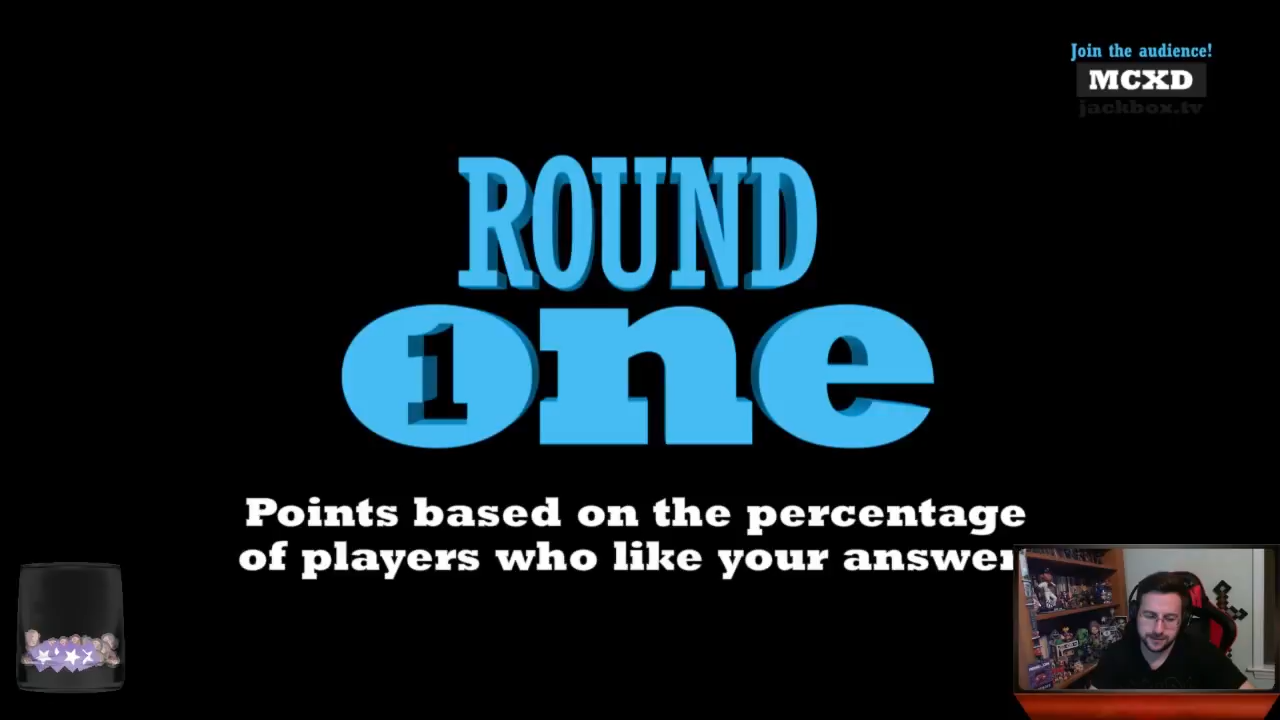 Join the audience!
MCXD
jackbox.tv
ROUND
One
1
Points based on the percentage
of players who like your answer